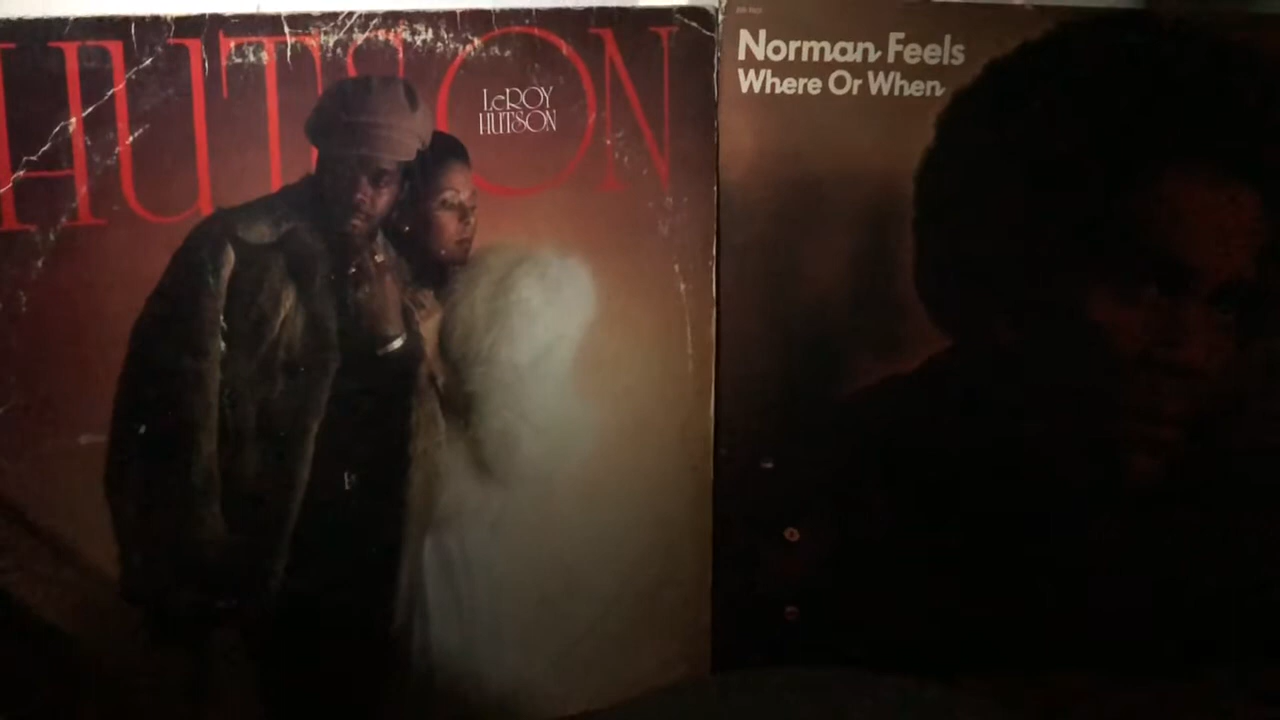 HUTSON
LeROY
HUTSON
Norman Feels
Where Or When